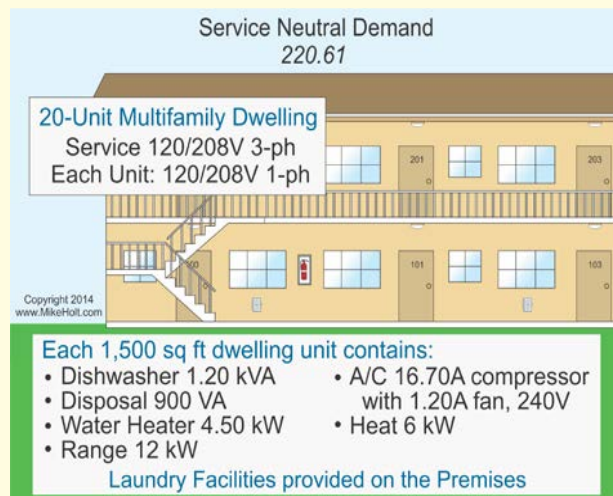 Service Neutral Demand
220.61
20-Unit Multifamily Dwelling
Service 120/208V 3-ph
Each Unit: 120/208V 1-ph
201
203
101
103
Copyright 2014
www.MikeHolt.com
Each 1,500 sq ft dwelling unit contains:
• Dishwasher 1.20 kVA
• Disposal 900 VA
• Water Heater 4.50 kW
• Range 12 kW
• A/C 16.70A compressor
with 1.20A fan, 240V
• Heat 6 kW
Laundry Facilities provided on the Premises